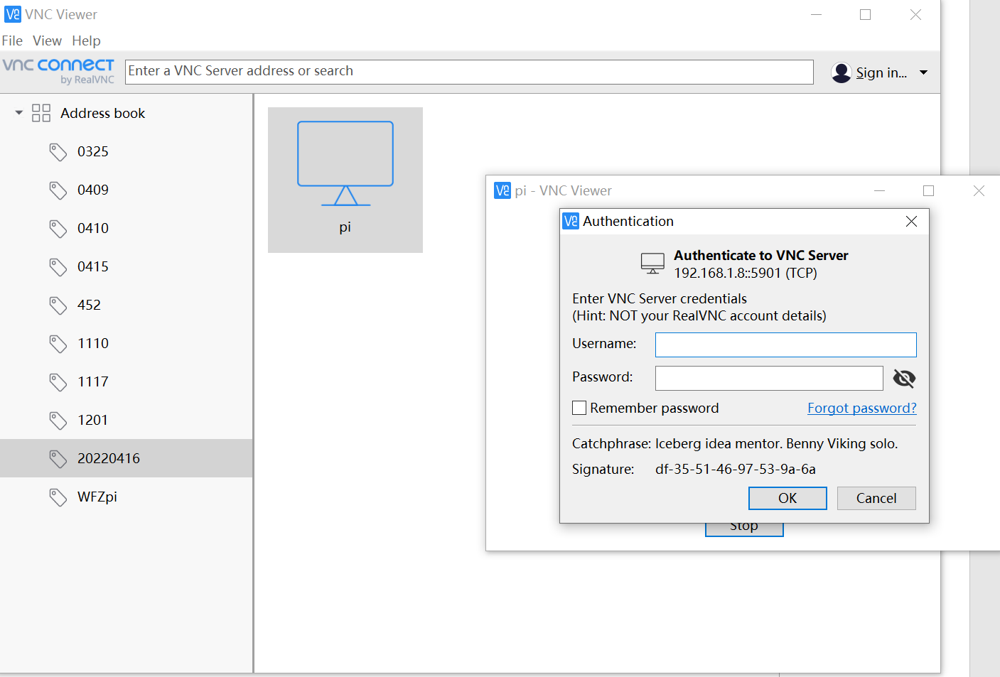 VNC Viewer
File View Help
vnc connect
by RealVNC
Enter a VNC Server address or search
Sign in...
Address book
0325
0409
0410
0415
452
1110
1117
1201
20220416
WFZpi
pi
pi - VNC Viewer
Authentication
Authenticate to VNC Server
192.168.1.8::5901 (TCP)
Enter VNC Server credentials
(Hint: NOT your RealVNC account details)
Username:
Password:
Remember password Forgot password?
Catchphrase: Iceberg idea mentor. Benny Viking solo.
Signature: df-35-51-46-97-53-9a-6a
OK Cancel
Stop